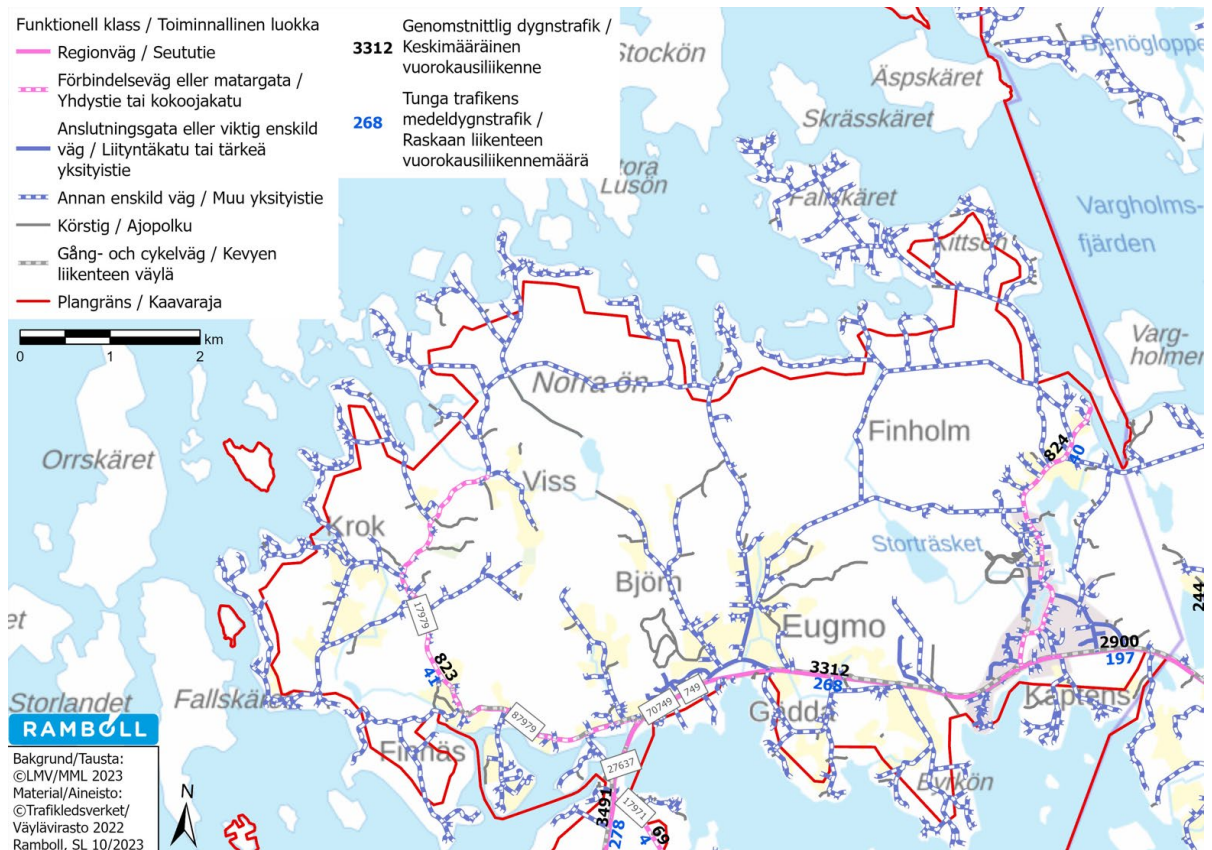 Funktionell klass / Toiminnallinen luokka
Regionväg / Seututie
Förbindelseväg eller matargata /
Yhdystie tai kokoojakatu
Anslutningsgata eller viktig enskild
väg / Liityntäkatu tai tärkeä
yksityistie
Annan enskild väg / Muu yksityistie
Körstig / Ajopolku
Gång- och cykelväg / Kevyen
liikenteen väylä
Plangräns / Kaavaraja
3312
Genomstnittlig dygnstrafik /
Keskimääräinen
vuorokausiliikenne
268
Tunga trafikens
medeldygnstrafik /
Raskaan liikenteen
vuorokausiliikennemäärä
0 1 2 km
Stockön
Äspskäret
Skrässkäret
Lusön
Fallskäret
Kittsön
Vargholms-
fjärden
Varg-
holmen
Norra ön
Finholm
824
40
Orrskäret
Viss
Krok
Storträsket
Björn
244
17979
Eugmo
823
41
3312
268
2900
197
Storlandet
Fallskäre
749
70749
87979
Gädda
Kaptens
Finnäs
27637
17971
3491
278
69
4
RAMBOLL
Bakgrund/Tausta:
©LMV/MML 2023
Material/Aineisto:
©Trafikledsverket/
Väylävirasto 2022
Ramboll, SL 10/2023
N